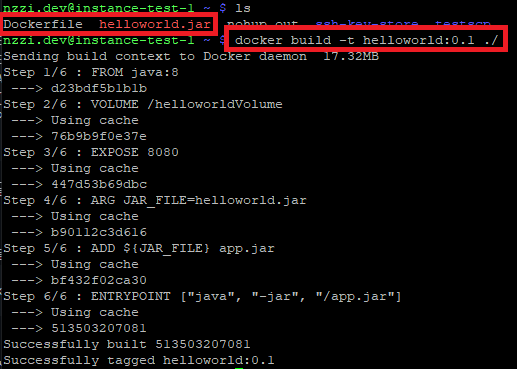 nzzi.dev@instance-test-1 ~ $ ls
Dockerfile helloworld.jar nohup.out ssh-key-store testscp
nzzi.dev@instance-test-1 ~ $ docker build -t helloworld:0.1 ./
Sending build context to Docker daemon 17.32MB
Step 1/6 : FROM java:8
---> d23bdf5b1b1b
Step 2/6 : VOLUME /helloworldVolume
---> Using cache
---> 76b9b9f0e37e
Step 3/6 : EXPOSE 8080
---> Using cache
---> 447d53b69dbc
Step 4/6 : ARG JAR_FILE=helloworld.jar
---> Using cache
---> b90112c3d616
Step 5/6 : ADD ${JAR_FILE} app.jar
---> Using cache
---> bf432f02ca30
Step 6/6 : ENTRYPOINT ["java", "-jar", "/app.jar"]
---> Using cache
---> 513503207081
Successfully built 513503207081
Successfully tagged helloworld:0.1